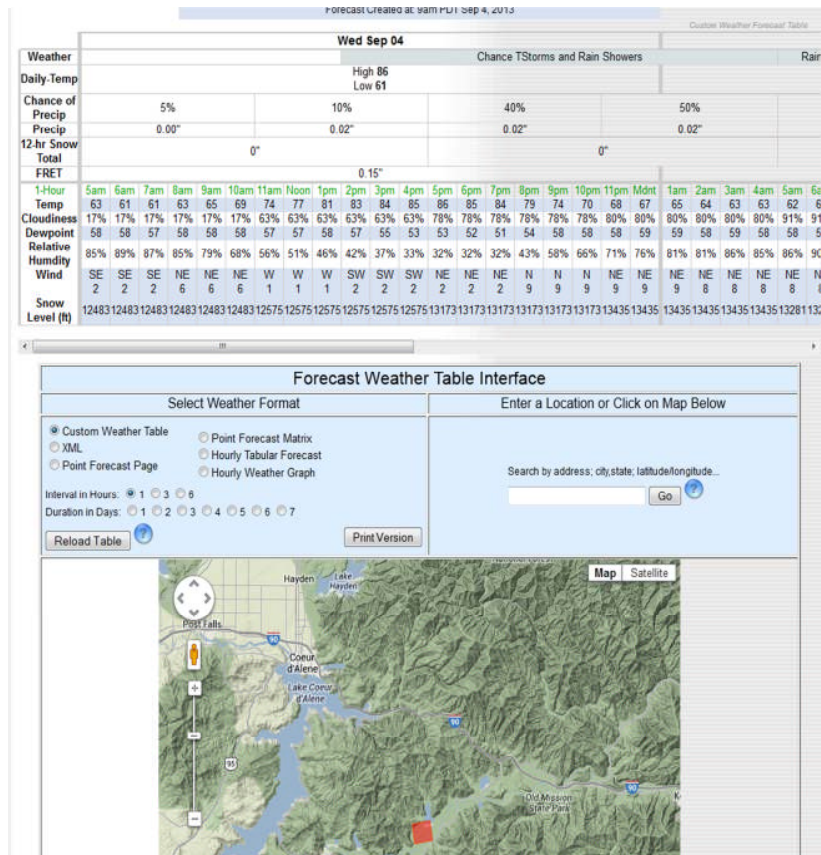 Forecast Created at: 9am PDT Sep 4, 2013
Custom Weather Forecast Table
Wed Sep 04
Weather Chance TStorms and Rain Showers Rain
Daily-Temp High 86
Low 61
Chance of Precip 5% 10% 40% 50%
Precip 0.00" 0.02" 0.02" 0.02"
12-hr Snow Total 0" 0"
FRET 0.15"
1-Hour 5am 6am 7am 8am 9am 10am 11am Noon 1pm 2pm 3pm 4pm 5pm 6pm 7pm 8pm 9pm 10pm 11pm Mdnt 1am 2am 3am 4am 5am
Temp 63 61 61 63 65 69 74 77 81 83 84 85 86 85 84 79 74 70 68 67 65 64 63 63 62
Cloudiness 17% 17% 17% 17% 17% 17% 63% 63% 63% 63% 63% 63% 78% 78% 78% 78% 78% 78% 80% 80% 80% 80% 80% 80% 91%
Dewpoint 58 58 57 58 58 58 57 57 58 57 55 53 53 52 51 54 58 58 58 59 59 58 59 58 58
Relative Humdity 85% 89% 87% 85% 79% 68% 56% 51% 46% 42% 37% 33% 32% 32% 32% 43% 58% 66% 71% 76% 81% 81% 86% 85% 86%
Wind SE SE SE NE NE NE W W W SW SW SW NE NE NE N N N NE NE NE NE NE NE NE
2 2 2 6 6 6 1 1 1 2 2 2 2 2 2 9 9 9 9 9 9 8 8 8 8
Snow Level (ft) 12483 12483 12483 12483 12483 12483 12575 12575 12575 12575 12575 12575 13173 13173 13173 13173 13173 13173 13435 13435 13435 13435 13435 13435 13281
Forecast Weather Table Interface
Select Weather Format
Enter a Location or Click on Map Below
Custom Weather Table
XML
Point Forecast Page
Point Forecast Matrix
Hourly Tabular Forecast
Hourly Weather Graph
Interval in Hours: 1 3 6
Duration in Days: 1 2 3 4 5 6 7
Reload Table ?
Print Version
Search by address; city,state; latitude/longitude...
Go ?
Map Satellite
Hayden
Lake Hayden
Post Falls
90
Coeur d'Alene
Lake Coeur d'Alene
90
95
Old Mission State Park
90